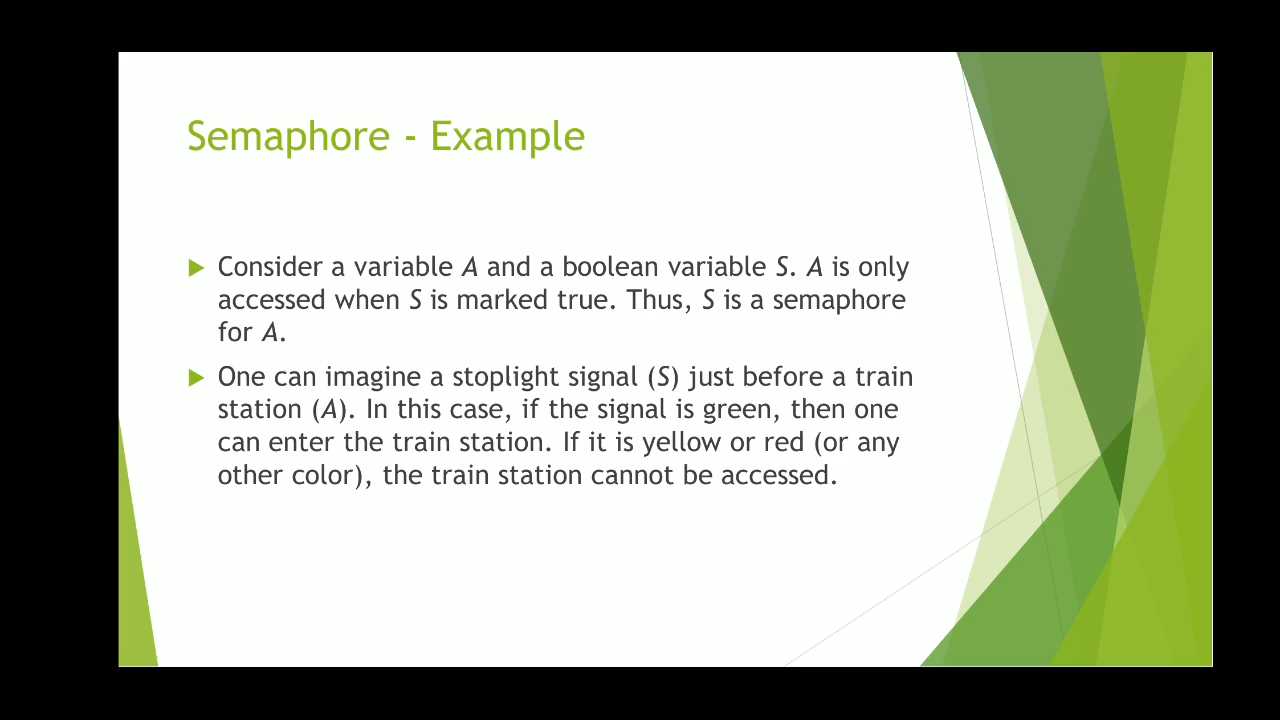 Semaphore - Example
Consider a variable A and a boolean variable S. A is only
accessed when S is marked true. Thus, S is a semaphore
for A.
One can imagine a stoplight signal (S) just before a train
station (A). In this case, if the signal is green, then one
can enter the train station. If it is yellow or red (or any
other color), the train station cannot be accessed.